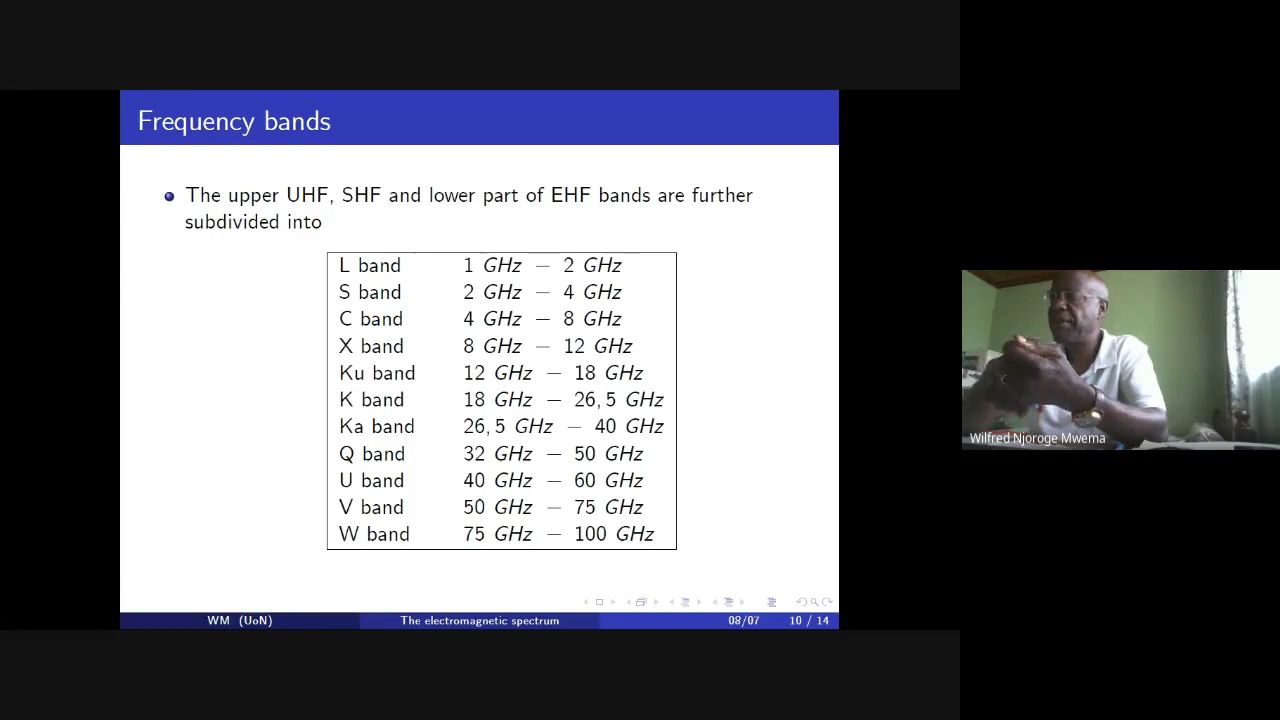 Frequency bands
The upper UHF, SHF and lower part of EHF bands are further
subdivided into
L band 1 GHz − 2 GHz
S band 2 GHz − 4 GHz
C band 4 GHz − 8 GHz
X band 8 GHz − 12 GHz
Ku band 12 GHz − 18 GHz
K band 18 GHz − 26, 5 GHz
Ka band 26, 5 GHz − 40 GHz
Q band 32 GHz − 50 GHz
U band 40 GHz − 60 GHz
V band 50 GHz − 75 GHz
W band 75 GHz − 100 GHz
WM (UoN) The electromagnetic spectrum 08/07 10 / 14
Wilfred Njoroge Mwema